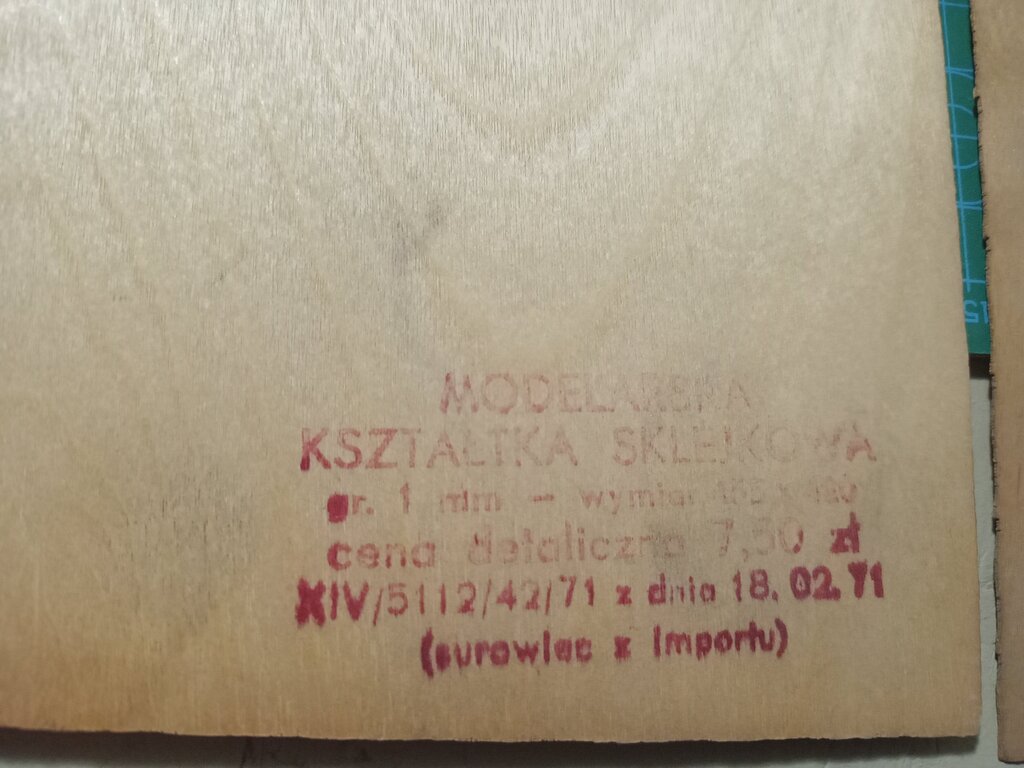 MODELARSKA
KSZTAŁTKA SKLEJKOWA
gr. 1 mm – wymiar
cena detaliczna 7,50 zł
XIV/5112/42/71 z dnia 18.02.71
(surowiec z importu)
15